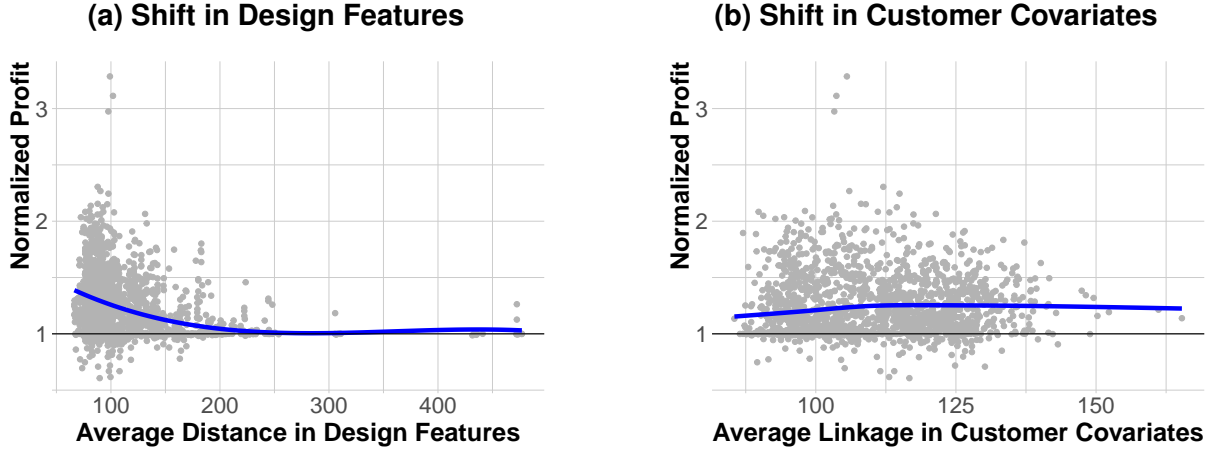 (a) Shift in Design Features
Normalized Profit
3
2
1
100 200 300 400
Average Distance in Design Features
(b) Shift in Customer Covariates
Normalized Profit
3
2
1
100 125 150
Average Linkage in Customer Covariates